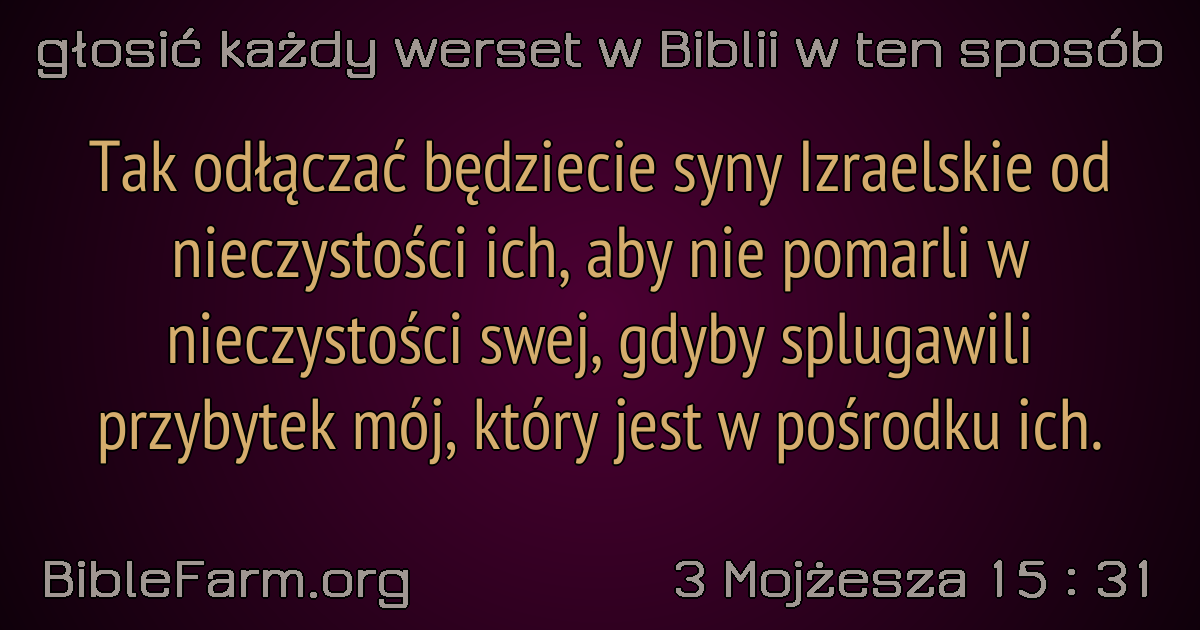 głosić każdy werset w Biblii w ten sposób
Tak odłączać będziecie syny Izraelskie od
nieczystości ich, aby nie pomarli w
nieczystości swej, gdyby splugawili
przybytek mój, który jest w pośrodku ich.
BibleFarm.org
3 Mojżesza 15 : 31